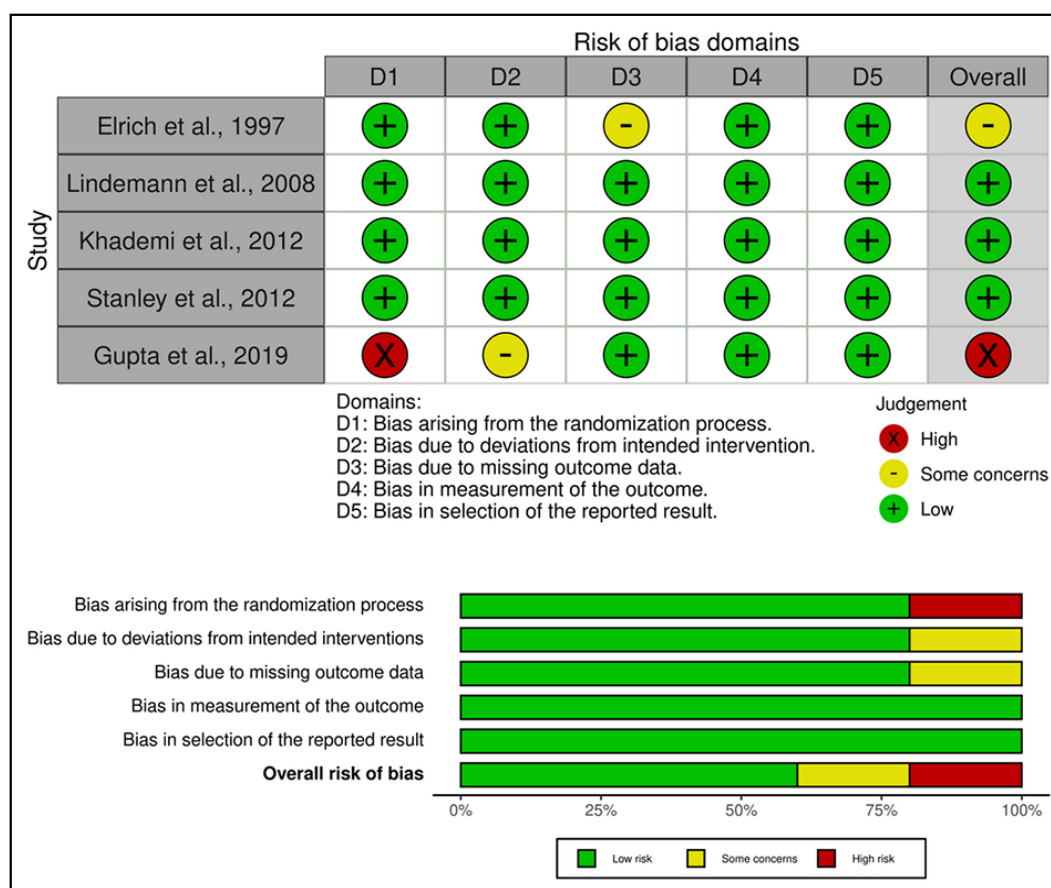 Risk of bias domains
D1 D2 D3 D4 D5 Overall
Study
Elrich et al., 1997 + + - + + -
Lindemann et al., 2008 + + + + + +
Khademi et al., 2012 + + + + + +
Stanley et al., 2012 + + + + + +
Gupta et al., 2019 X - + + + X
Domains:
D1: Bias arising from the randomization process.
D2: Bias due to deviations from intended intervention.
D3: Bias due to missing outcome data.
D4: Bias in measurement of the outcome.
D5: Bias in selection of the reported result.
Judgement
X High
- Some concerns
+ Low
Bias arising from the randomization process
Bias due to deviations from intended interventions
Bias due to missing outcome data
Bias in measurement of the outcome
Bias in selection of the reported result
Overall risk of bias
0% 25% 50% 75% 100%
Low risk Some concerns High risk